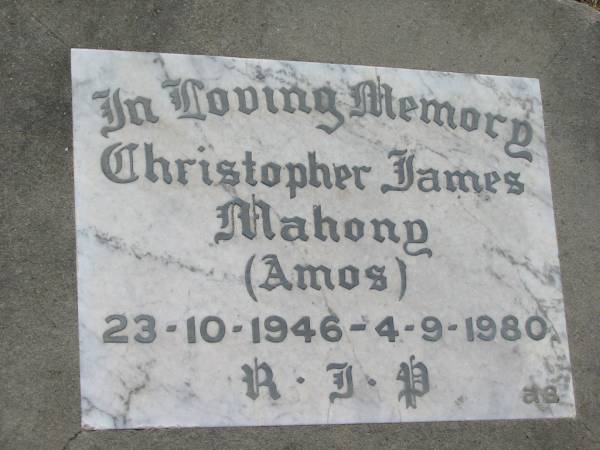 In Loving Memory
Christopher James
Mahony
(Amos)
23-10-1946-4-9-1980
R·I·P